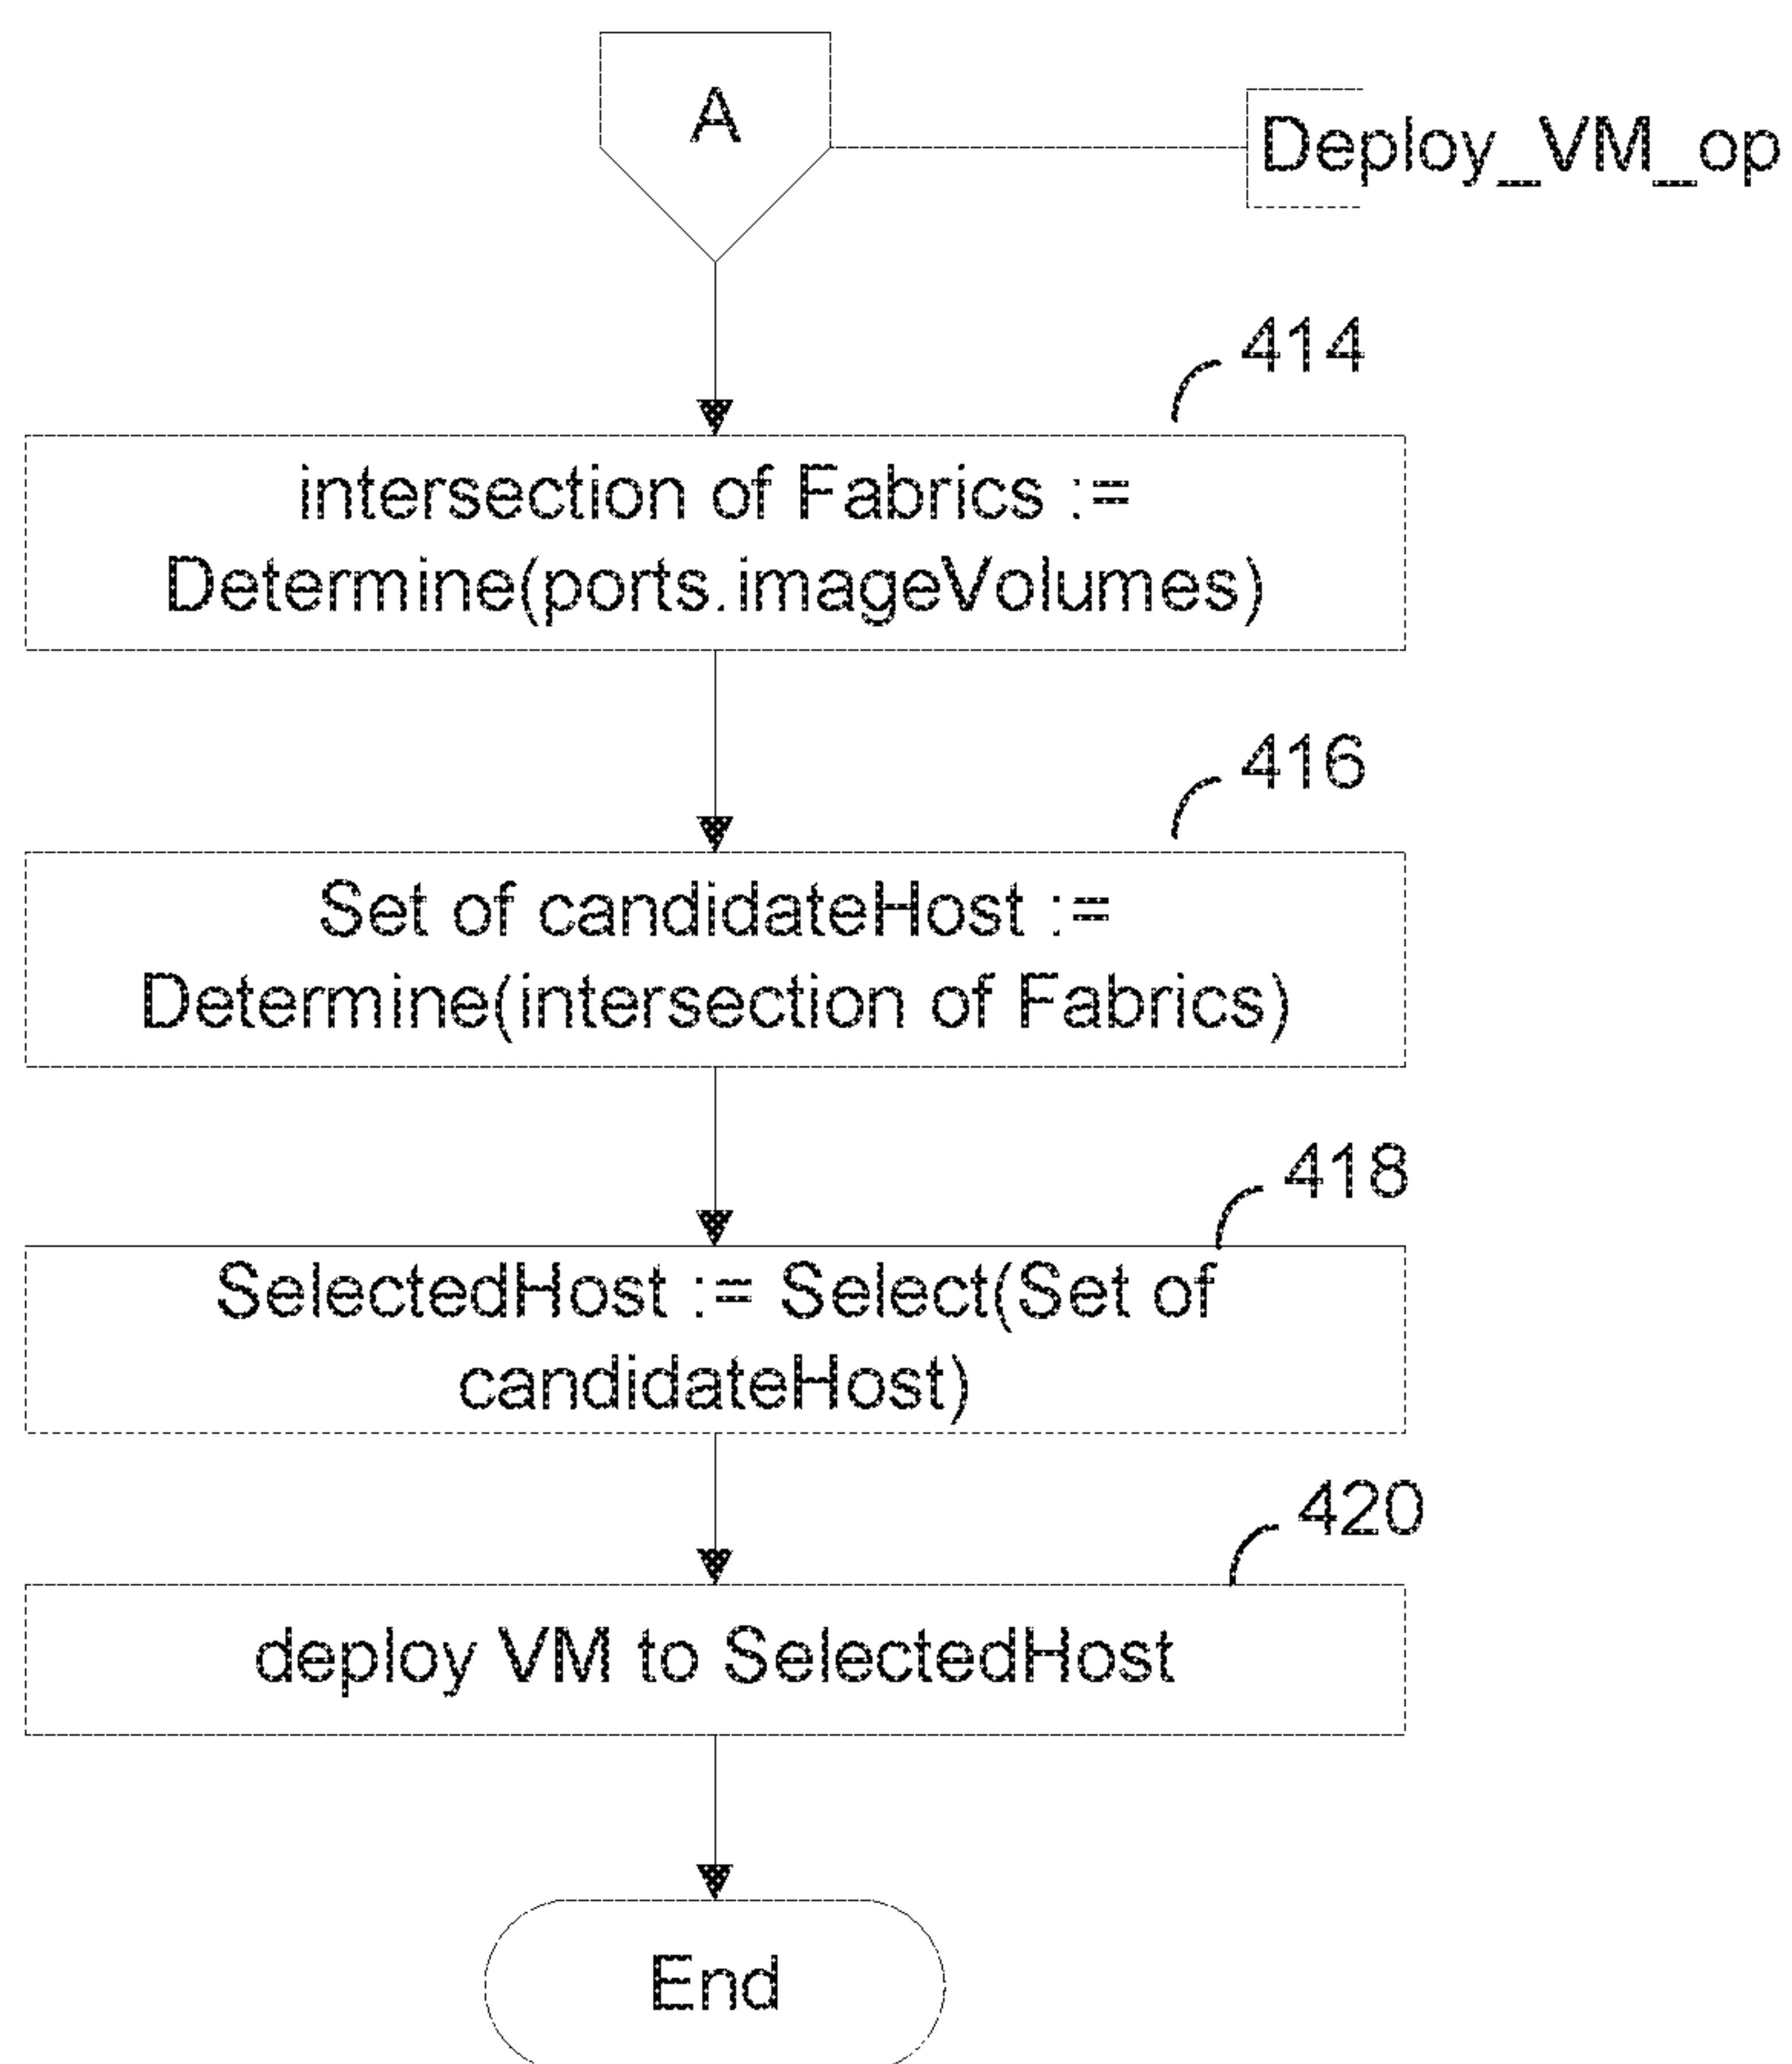 A
Deploy_VM_op
414
intersection of Fabrics :=
Determine(ports.imageVolumes)
416
Set of candidateHost :=
Determine(intersection of Fabrics)
418
SelectedHost := Select(Set of
candidateHost)
420
deploy VM to SelectedHost
End